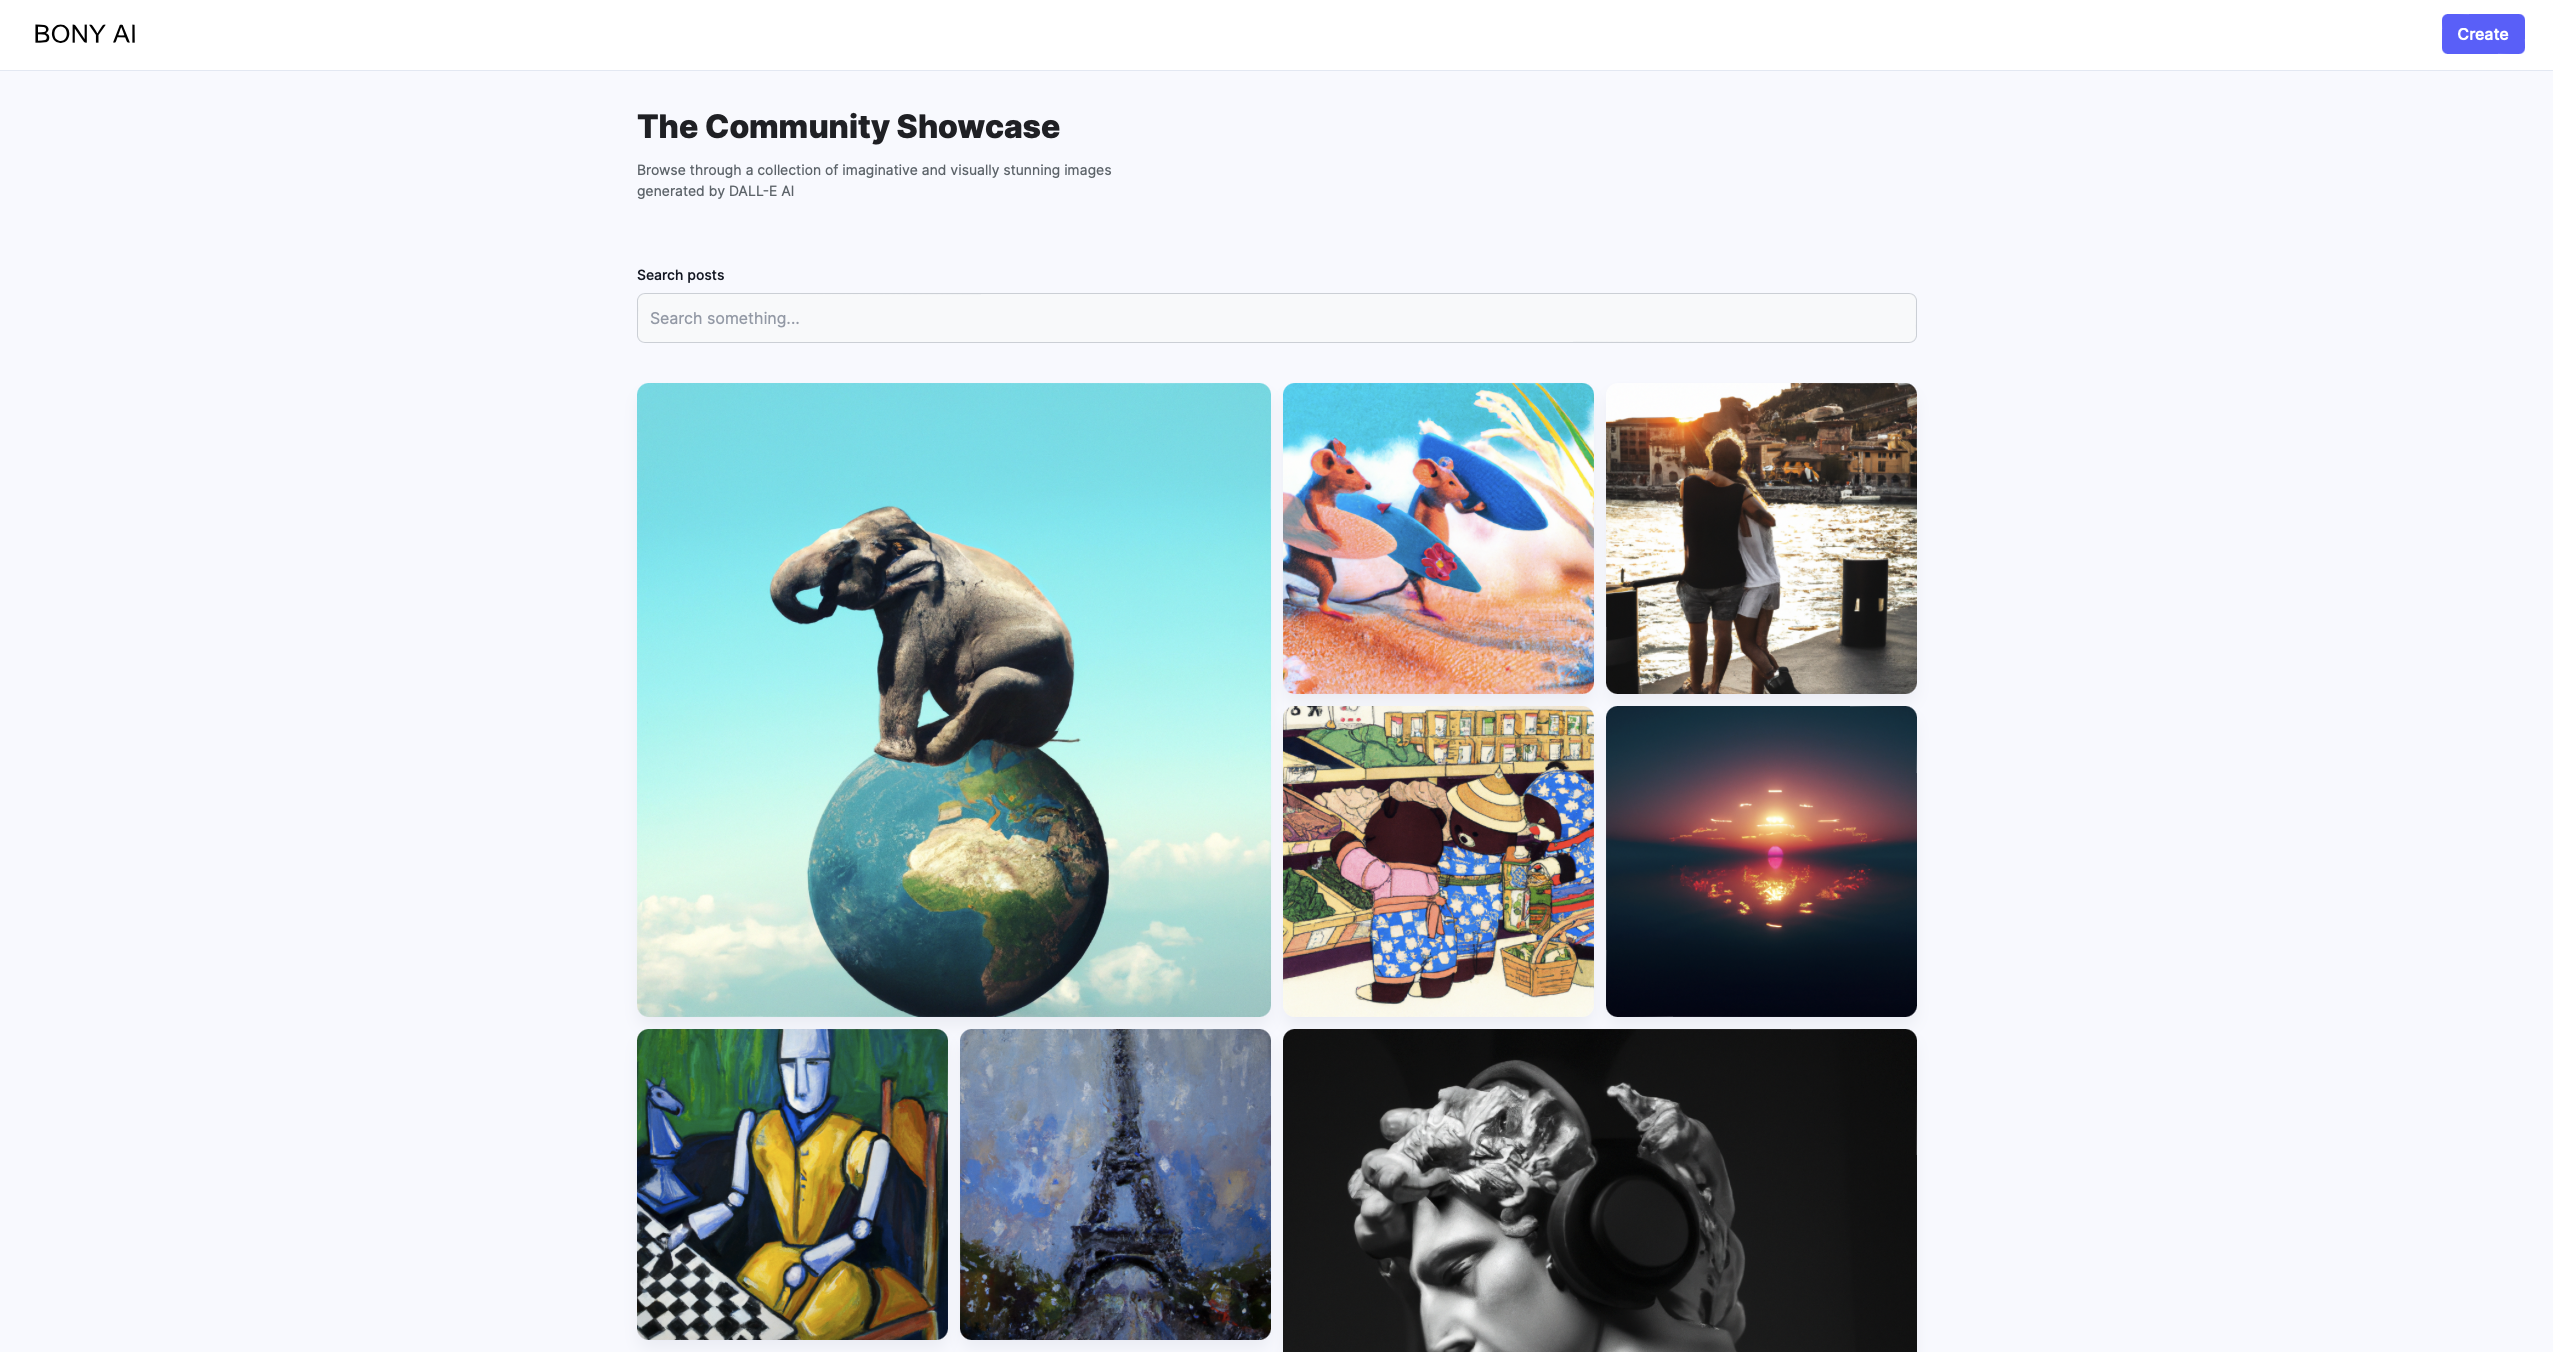 BONY AI
Create
The Community Showcase
Browse through a collection of imaginative and visually stunning images
generated by DALL-E AI
Search posts
Search something...